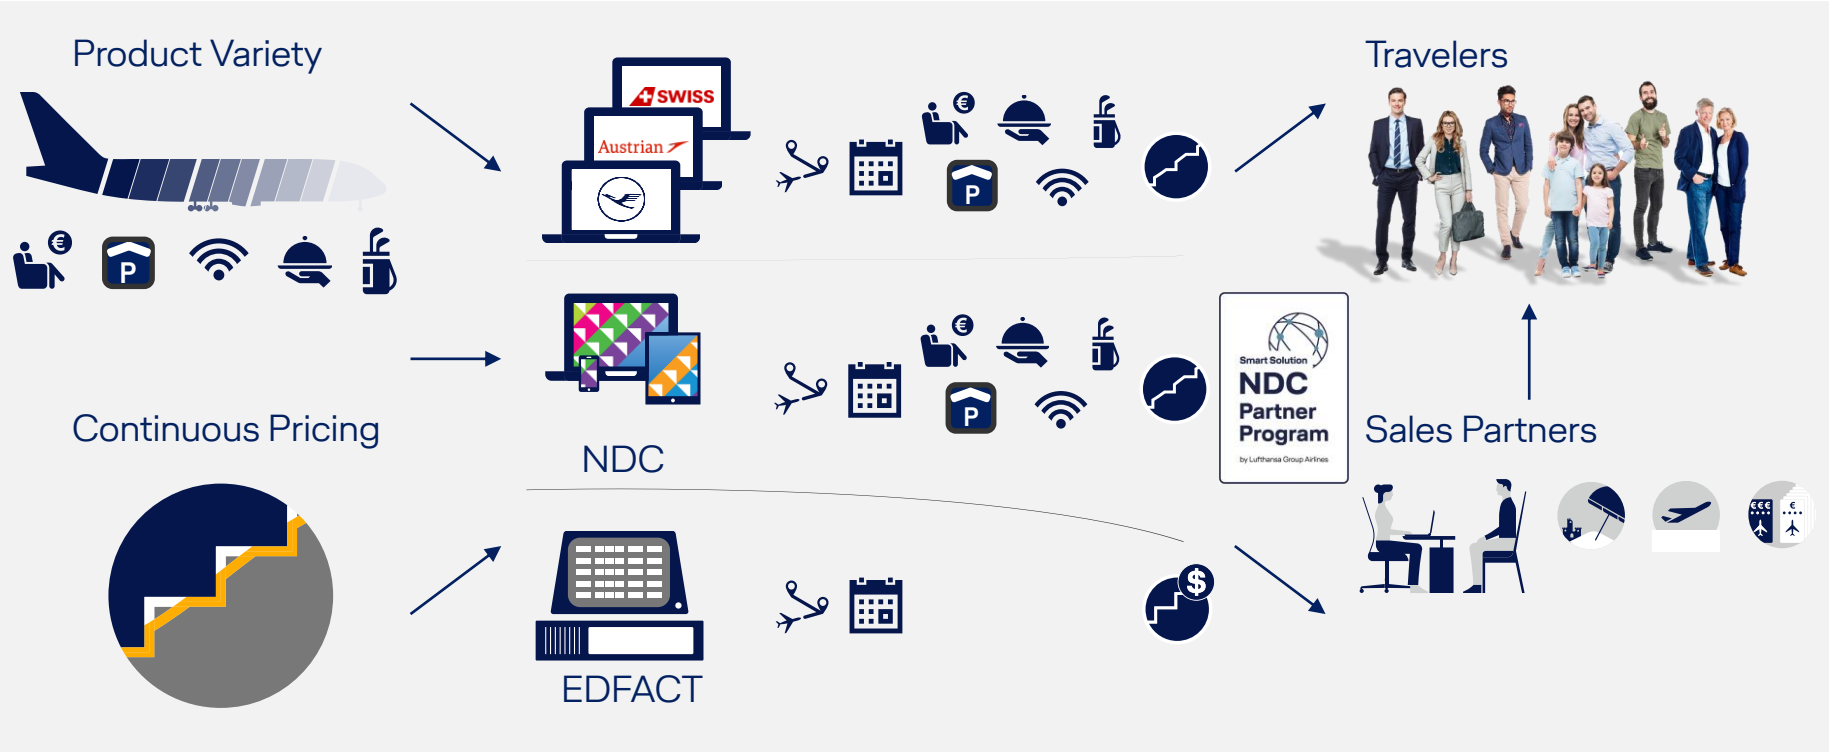 Product Variety
€
P
Continuous Pricing
SWISS
Austrian
€
P
NDC
€
P
EDFACT
$
Travelers
Smart Solution
NDC
Partner
Program
by Lufthansa Group Airlines
Sales Partners
€€€
€